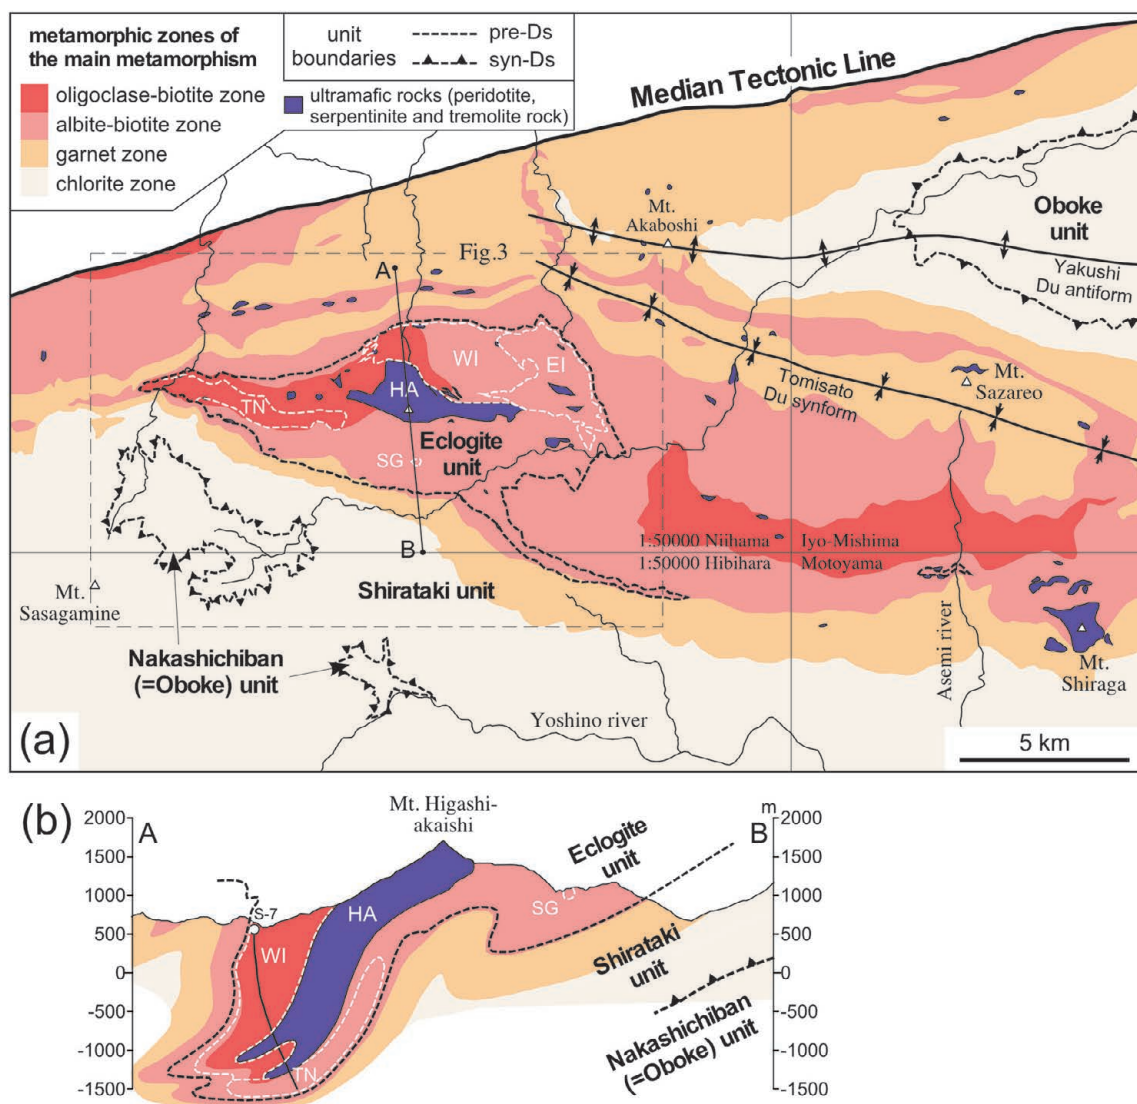 metamorphic zones of
the main metamorphism
oligoclase-biotite zone
albite-biotite zone
garnet zone
chlorite zone
unit
boundaries
pre-Ds
syn-Ds
ultramafic rocks (peridotite,
serpentinite and tremolite rock)
Median Tectonic Line
Mt.
Akaboshi
Oboke
unit
Yakushi
Du antiform
Fig.3
A
WI
EI
HA
TN
Eclogite
unit
SG
Tomisato
Du synform
Mt.
Sazareo
B
1:50000 Niihama
Iyo-Mishima
1:50000 Hibihara
Motoyama
Shirataki unit
Mt.
Sasagamine
Nakashichiban
(=Oboke) unit
Asemi river
Mt.
Shiraga
Yoshino river
(a)
5 km
(b)
Mt. Higashi-
akaishi
m
2000
1500
1000
500
0
-500
-1000
-1500
A
B
2000
1500
1000
500
0
-500
-1000
-1500
S-7
WI
HA
TN
SG
Eclogite
unit
Shirataki
unit
Nakashichiban
(=Oboke) unit